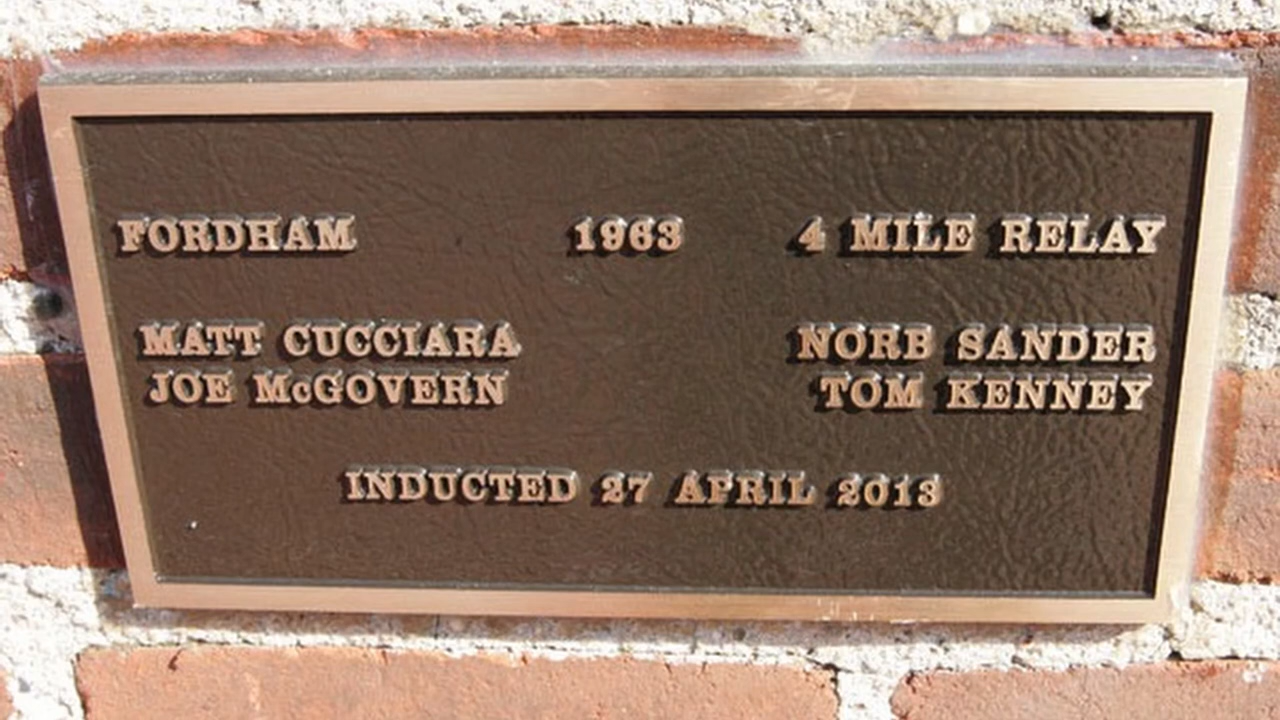 FORDHAM 1963 4 MILE RELAY
MATT CUCCIARA NORB SANDER
JOE McGOVERN TOM KENNEY
INDUCTED 27 APRIL 2013